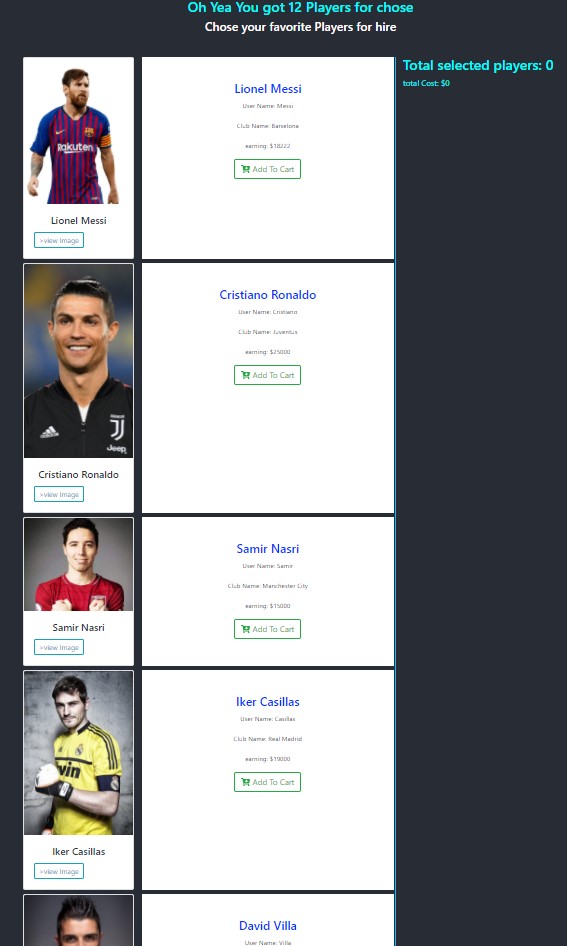 Oh Yea You got 12 Players for chose
Chose your favorite Players for hire
Total selected players: 0
total Cost: $0
Rakuten
Lionel Messi
>view Image
Lionel Messi
User Name: Messi
Club Name: Barselona
earning: $18222
Add To Cart
adidas
Jeep
Cristiano Ronaldo
>view Image
Cristiano Ronaldo
User Name: Cristiano
Club Name: Juventus
earning: $25000
Add To Cart
Samir Nasri
>view Image
Samir Nasri
User Name: Samir
Club Name: Manchester City
earning: $15000
Add To Cart
Iker Casillas
>view Image
Iker Casillas
User Name: Casillas
Club Name: Real Madrid
earning: $19000
Add To Cart
David Villa
User Name: Villa